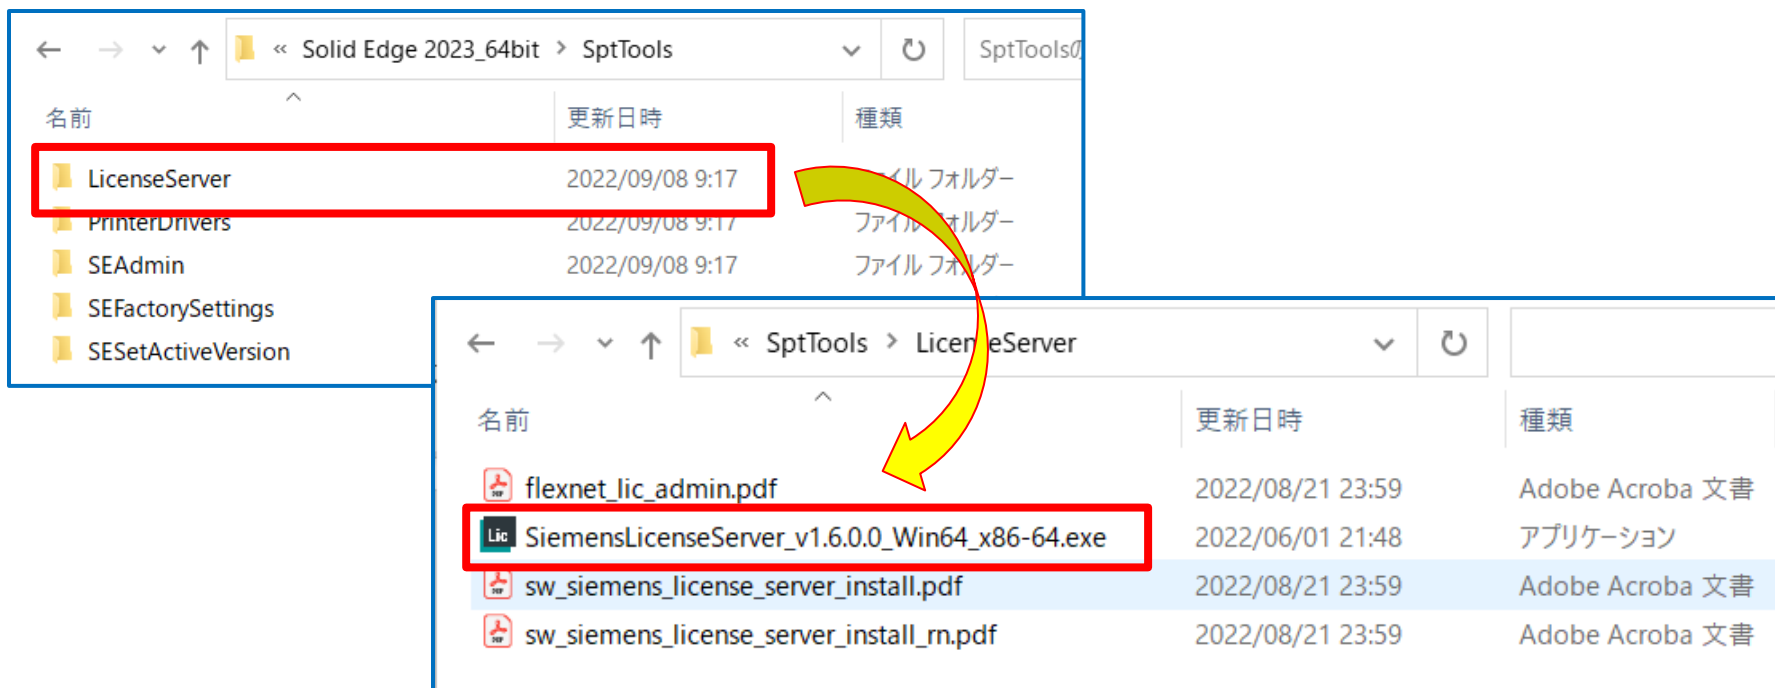 « Solid Edge 2023_64bit > SptTools SptToolsの
名前 更新日時 種類
LicenseServer 2022/09/08 9:17 ファイル フォルダー
PrinterDrivers 2022/09/08 9:17 ファイル フォルダー
SEAdmin 2022/09/08 9:17 ファイル フォルダー
SEFactorySettings
SESetActiveVersion
« SptTools > LicenseServer
名前 更新日時 種類
flexnet_lic_admin.pdf 2022/08/21 23:59 Adobe Acroba 文書
Lic SiemensLicenseServer_v1.6.0.0_Win64_x86-64.exe 2022/06/01 21:48 アプリケーション
sw_siemens_license_server_install.pdf 2022/08/21 23:59 Adobe Acroba 文書
sw_siemens_license_server_install_rn.pdf 2022/08/21 23:59 Adobe Acroba 文書